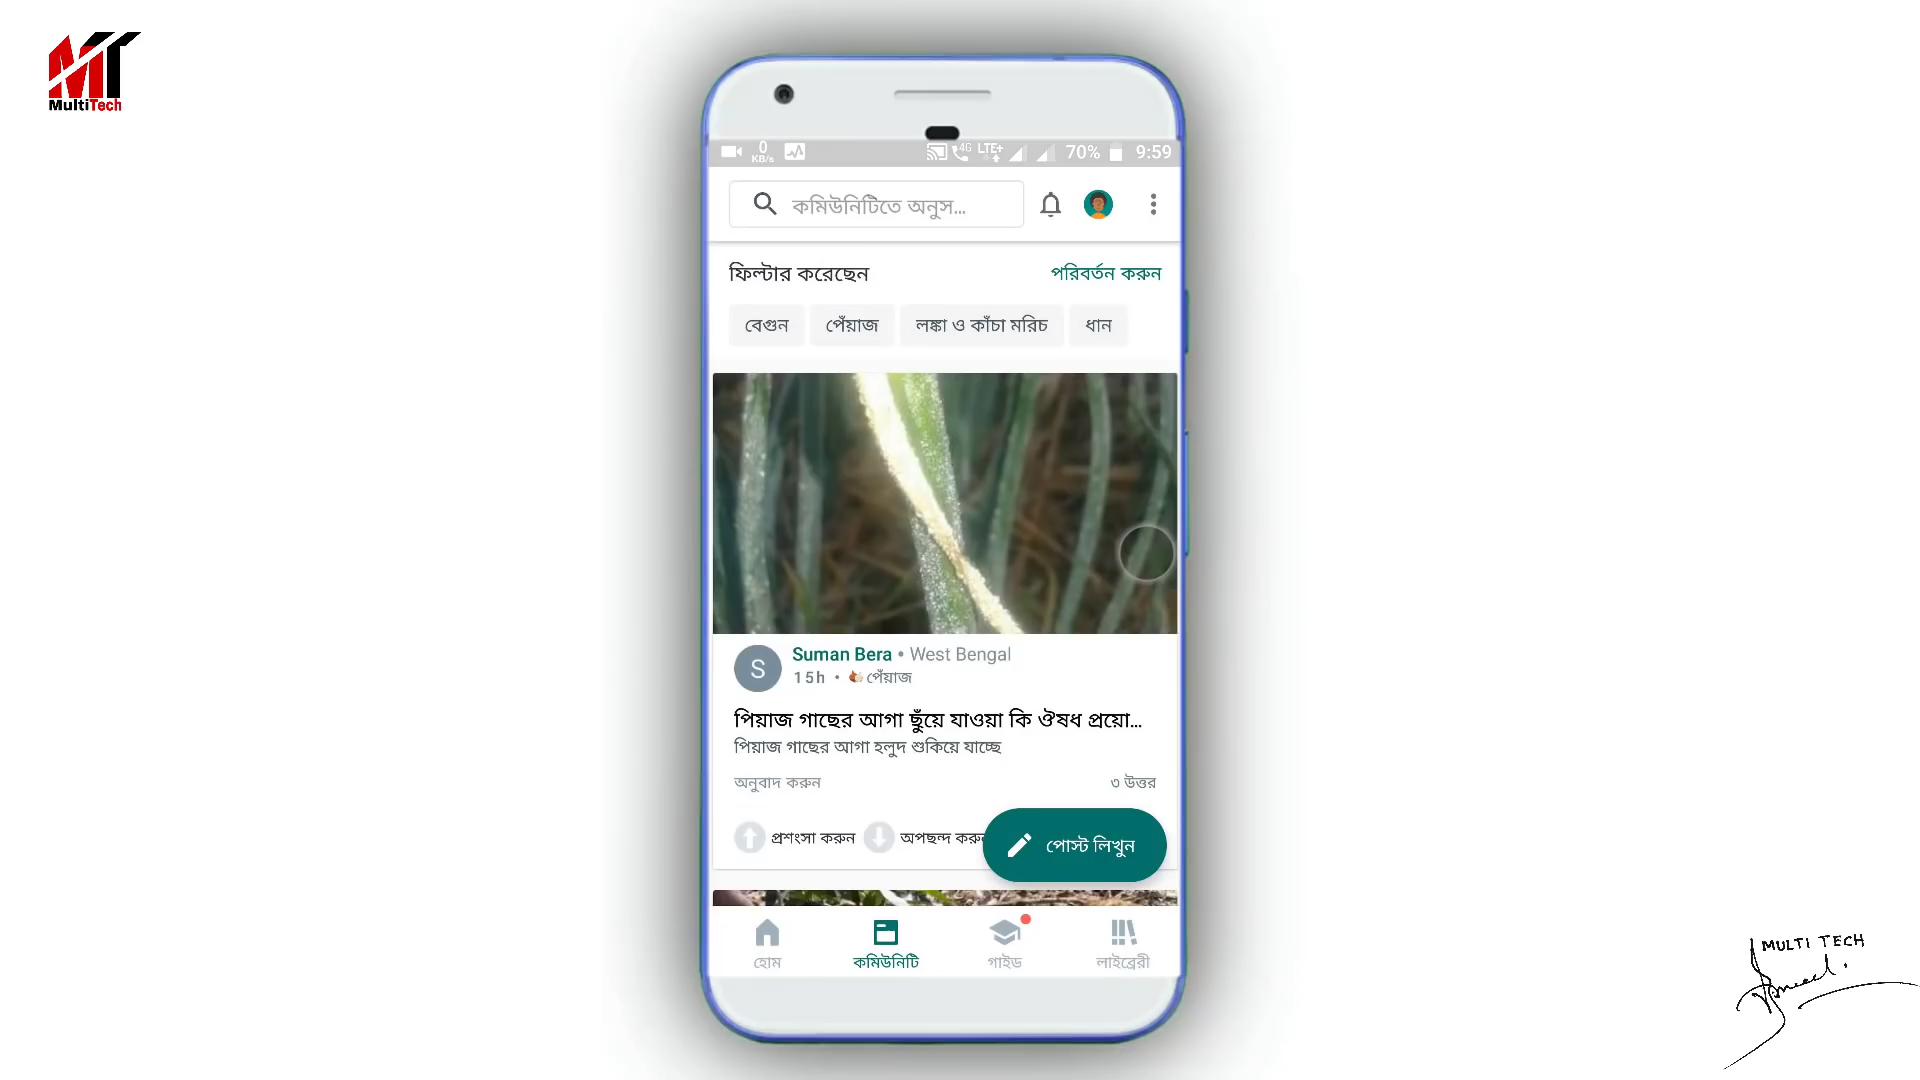 MultiTech
0 KB/s 4G LTE+ 70% 9:59
কমিউনিটিতে অনুস...
ফিল্টার করেছেন পরিবর্তন করুন
বেগুন পেঁয়াজ লঙ্কা ও কাঁচা মরিচ ধান
S Suman Bera • West Bengal
15h • পেঁয়াজ
পিয়াজ গাছের আগা ছুঁয়ে যাওয়া কি ঔষধ প্রয়ো...
পিয়াজ গাছের আগা হলুদ শুকিয়ে যাচ্ছে
অনুবাদ করুন ৩ উত্তর
প্রশংসা করুন অপছন্দ করু
পোস্ট লিখুন
হোম কমিউনিটি গাইড লাইব্রেরী
MULTI TECH